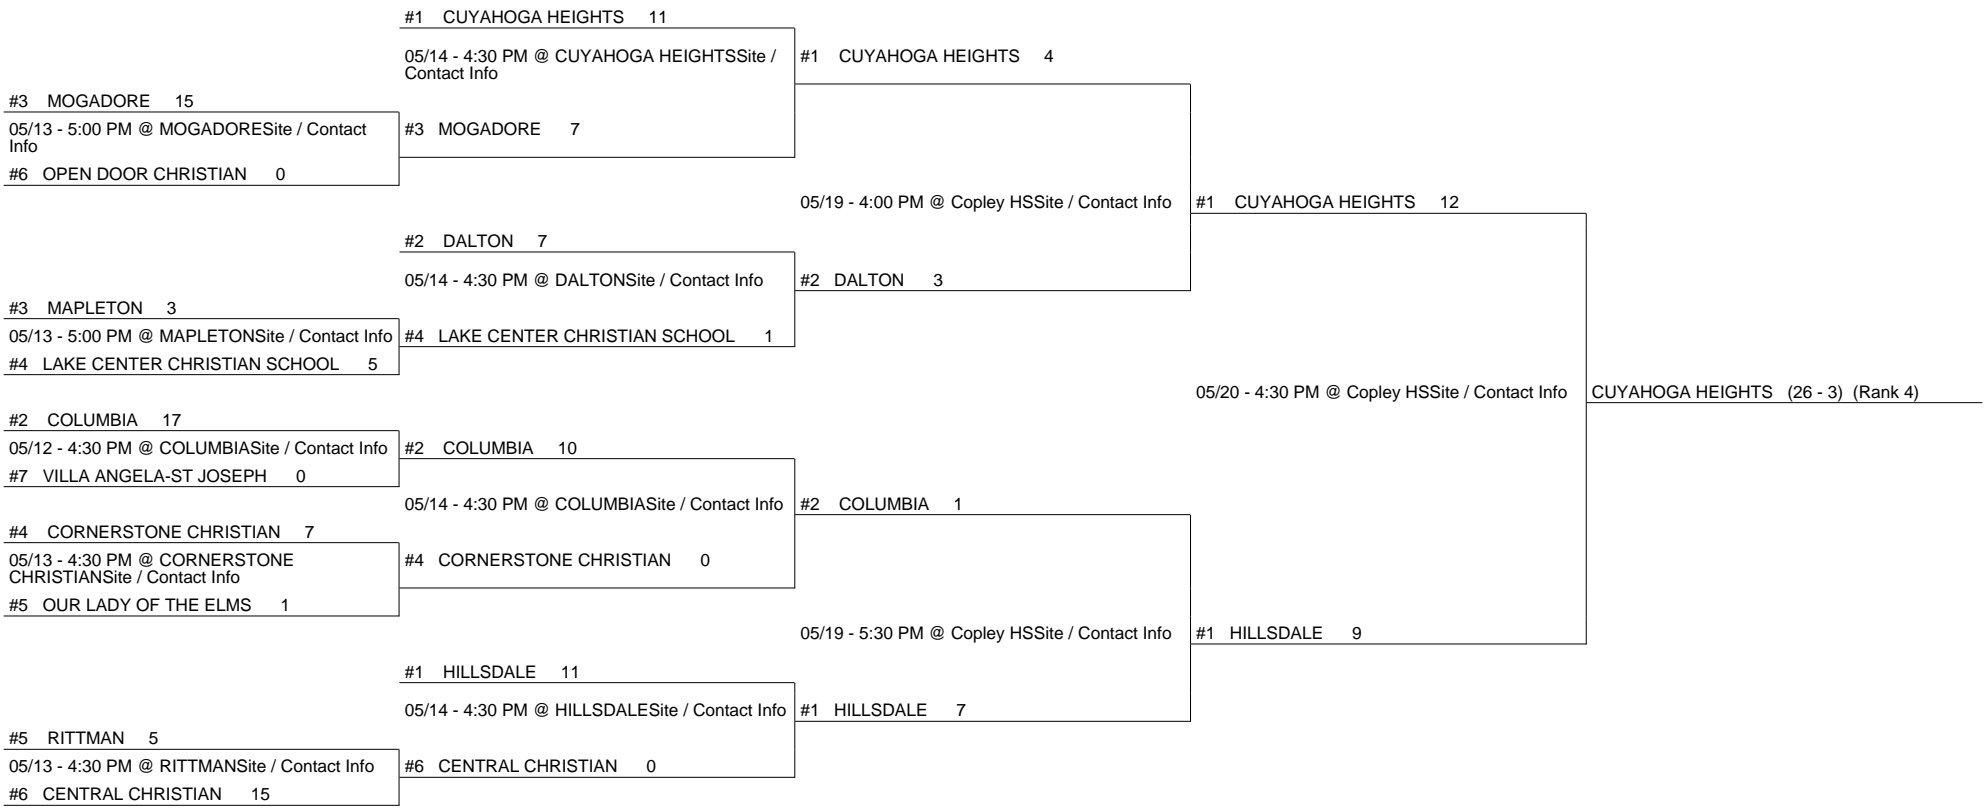 #1 CUYAHOGA HEIGHTS 11
05/14 - 4:30 PM @ CUYAHOGA HEIGHTSSite /
Contact Info
#1 CUYAHOGA HEIGHTS 4
#3 MOGADORE 15
05/13 - 5:00 PM @ MOGADORESite / Contact
Info
#3 MOGADORE 7
#6 OPEN DOOR CHRISTIAN 0
05/19 - 4:00 PM @ Copley HSSite / Contact Info
#1 CUYAHOGA HEIGHTS 12
#2 DALTON 7
05/14 - 4:30 PM @ DALTONSite / Contact Info
#2 DALTON 3
#3 MAPLETON 3
05/13 - 5:00 PM @ MAPLETONSite / Contact Info
#4 LAKE CENTER CHRISTIAN SCHOOL 1
#4 LAKE CENTER CHRISTIAN SCHOOL 5
05/20 - 4:30 PM @ Copley HSSite / Contact Info
CUYAHOGA HEIGHTS (26 - 3) (Rank 4)
#2 COLUMBIA 17
05/12 - 4:30 PM @ COLUMBIASite / Contact Info
#2 COLUMBIA 10
#7 VILLA ANGELA-ST JOSEPH 0
05/14 - 4:30 PM @ COLUMBIASite / Contact Info
#2 COLUMBIA 1
#4 CORNERSTONE CHRISTIAN 7
05/13 - 4:30 PM @ CORNERSTONE
CHRISTIANSite / Contact Info
#4 CORNERSTONE CHRISTIAN 0
#5 OUR LADY OF THE ELMS 1
05/19 - 5:30 PM @ Copley HSSite / Contact Info
#1 HILLSDALE 9
#1 HILLSDALE 11
05/14 - 4:30 PM @ HILLSDALESite / Contact Info
#1 HILLSDALE 7
#5 RITTMAN 5
05/13 - 4:30 PM @ RITTMANSite / Contact Info
#6 CENTRAL CHRISTIAN 0
#6 CENTRAL CHRISTIAN 15